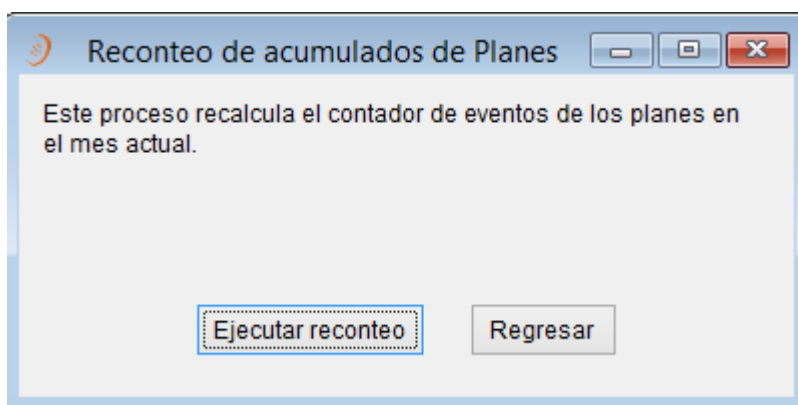 Reconteo de acumulados de Planes
Este proceso recalcula el contador de eventos de los planes en
el mes actual.
Ejecutar reconteo
Regresar